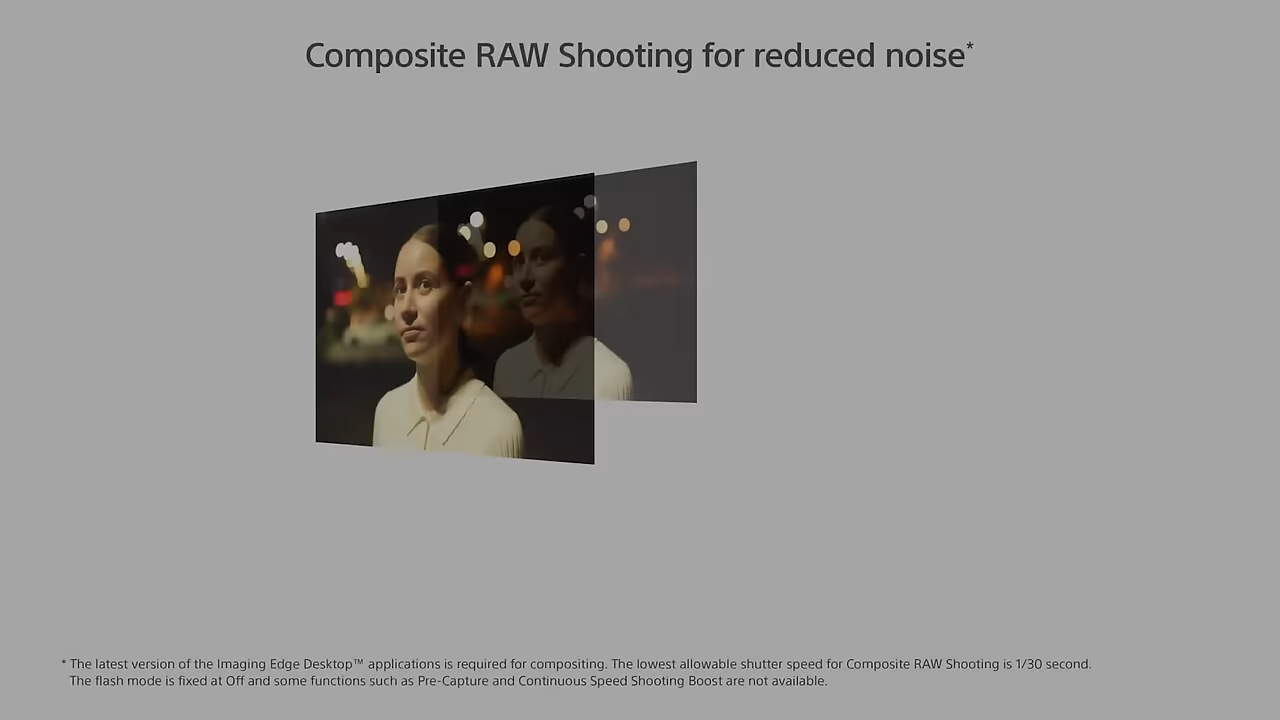 Composite RAW Shooting for reduced noise*
* The latest version of the Imaging Edge Desktop™ applications is required for compositing. The lowest allowable shutter speed for Composite RAW Shooting is 1/30 second.
The flash mode is fixed at Off and some functions such as Pre-Capture and Continuous Speed Shooting Boost are not available.